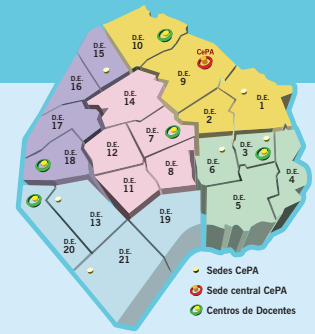 D.E.
10
D.E.
15
CePA
D.E.
9
D.E.
16
D.E.
14
D.E.
1
D.E.
2
D.E.
17
D.E.
7
D.E.
12
D.E.
3
D.E.
18
D.E.
8
D.E.
6
D.E.
4
D.E.
11
D.E.
5
D.E.
13
D.E.
19
D.E.
20
D.E.
21
Sedes CePA
Sede central CePA
Centros de Docentes